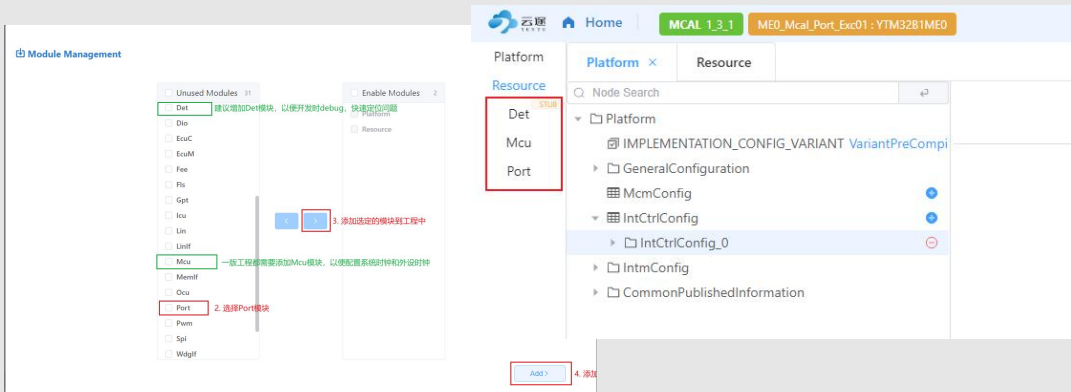 Module Management
Unused Modules 31
Enable Modules 2
Det
建议增加Det模块，以便开发时debug，快速定位问题
Platform
Dio
Resource
EcuC
EcuM
Fee
Fls
Gpt
Icu
3. 添加选定的模块到工程中
Lin
LinIf
Mcu
一版工程都需要添加Mcu模块，以便配置系统时钟和外设时钟
MemIf
Ocu
Port
2. 选择Port模块
Pwm
Spi
WdgIf
云途
YTMICRO
Home
MCAL 1_3_1
ME0_Mcal_Port_Exc01 : YTM32B1ME0
Platform
Resource
Det
STUB
Mcu
Port
Platform ×
Resource
Node Search
Platform
IMPLEMENTATION_CONFIG_VARIANT VariantPreCompi
GeneralConfiguration
McmConfig
IntCtrlConfig
IntCtrlConfig_0
IntmConfig
CommonPublishedInformation
Add >
4. 添加